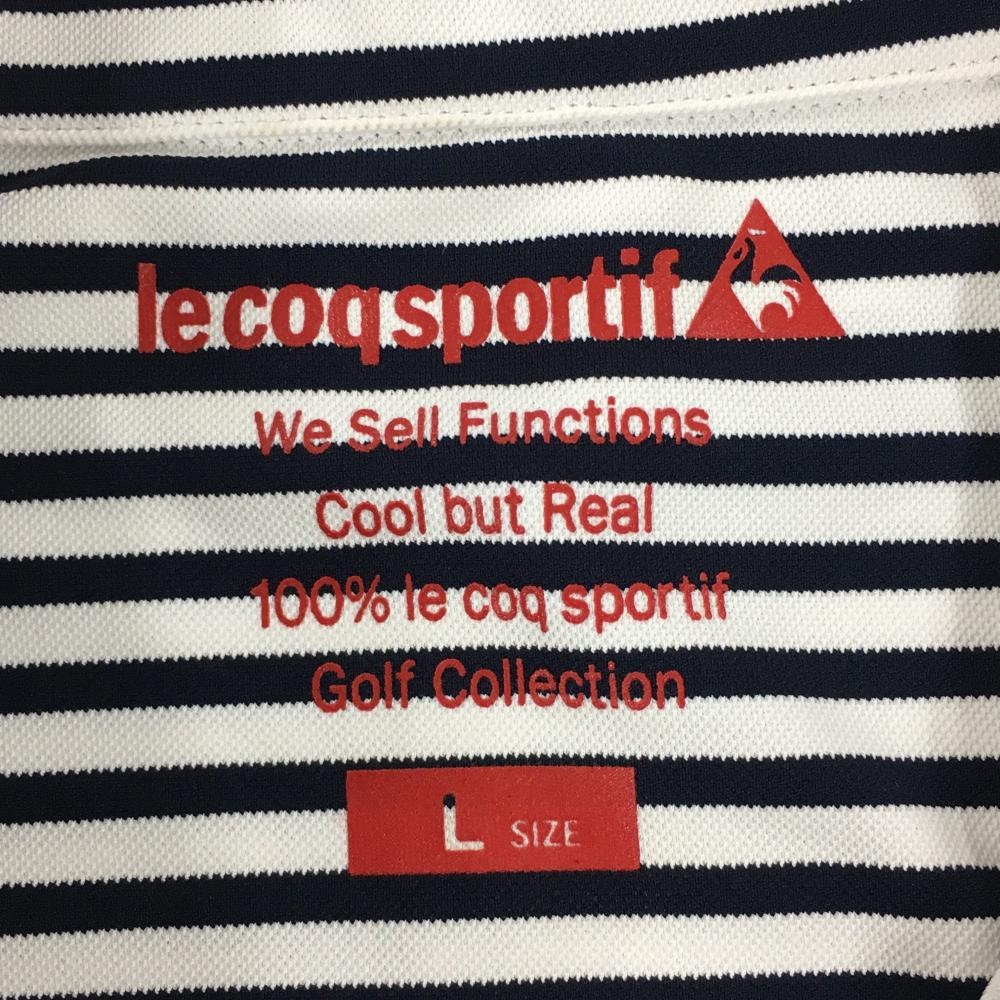 le coq sportif
We Sell Functions
Cool but Real
100% le coq sportif
Golf Collection
L SIZE